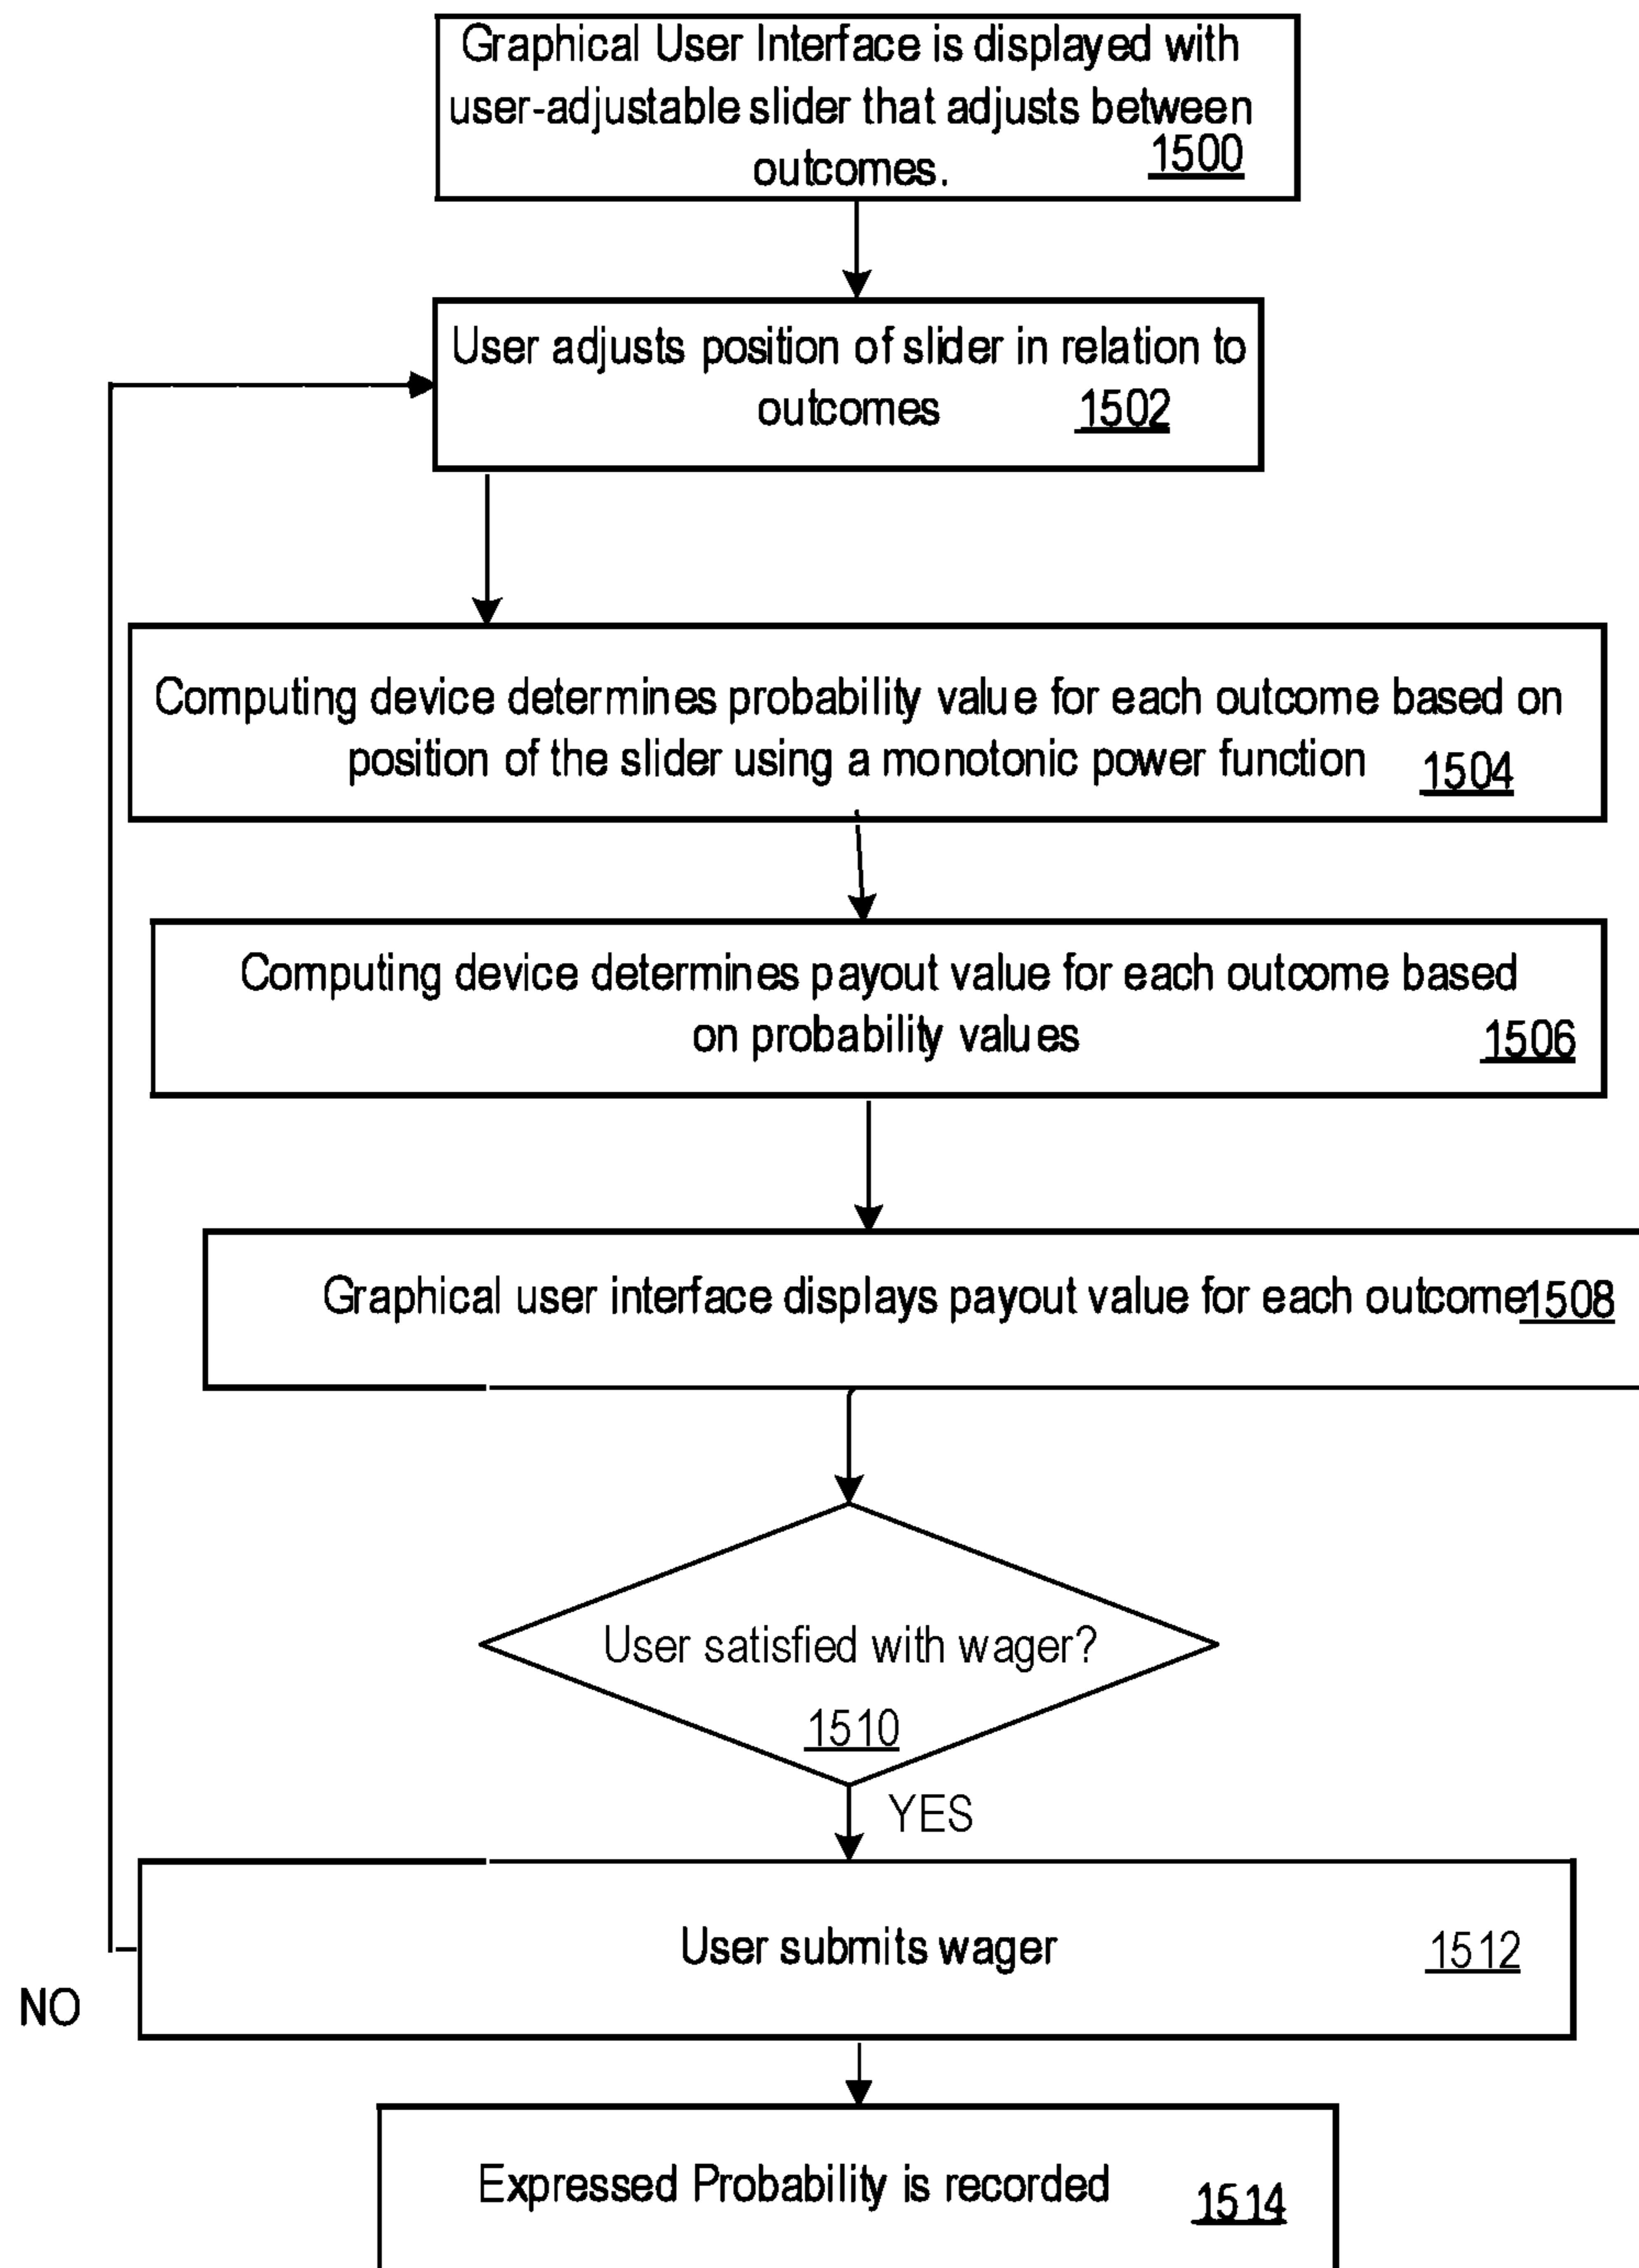 Graphical User Interface is displayed with
user-adjustable slider that adjusts between
outcomes. 1500
User adjusts position of slider in relation to
outcomes 1502
Computing device determines probability value for each outcome based on
position of the slider using a monotonic power function 1504
Computing device determines payout value for each outcome based
on probability values 1506
Graphical user interface displays payout value for each outcome 1508
User satisfied with wager?
1510
YES
User submits wager 1512
NO
Expressed Probability is recorded 1514